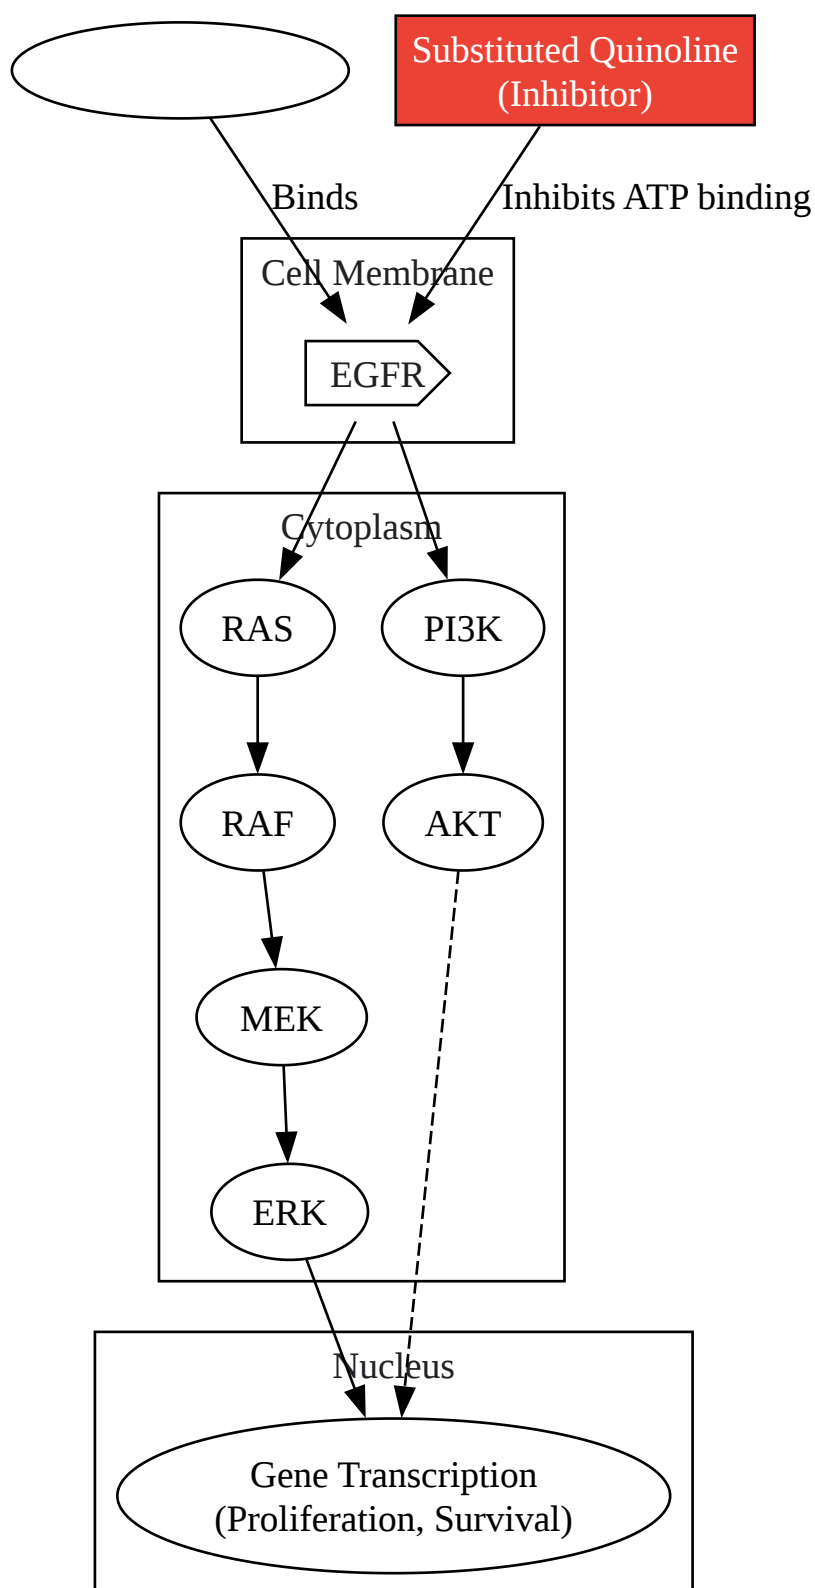 Substituted Quinoline
(Inhibitor)
Binds
Inhibits ATP binding
Cell Membrane
EGFR
Cytoplasm
RAS
PI3K
RAF
AKT
MEK
ERK
Nucleus
Gene Transcription
(Proliferation, Survival)